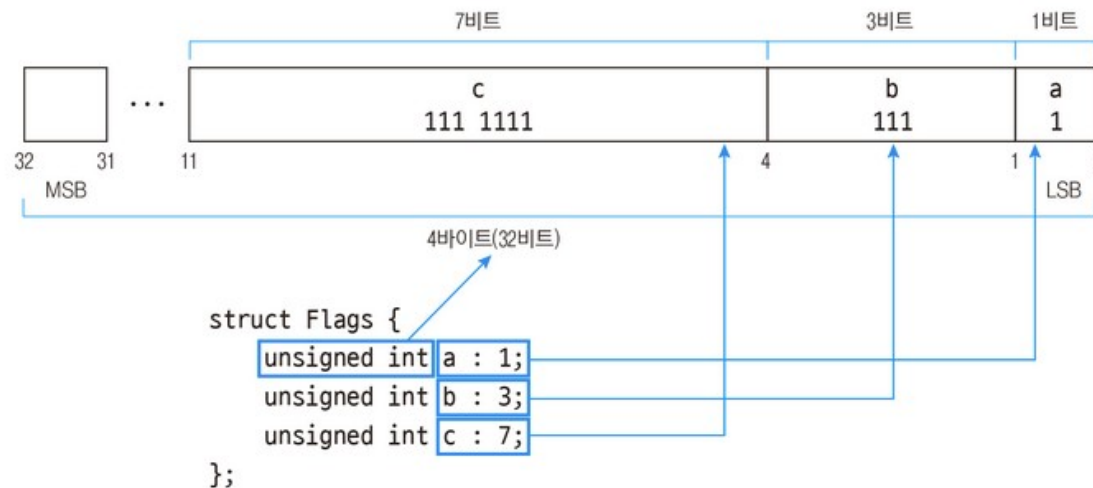 7비트 3비트 1비트
... c b a
111 1111 111 1
32 31 11 4 1
MSB LSB
4바이트(32비트)
struct Flags {
unsigned int a : 1;
unsigned int b : 3;
unsigned int c : 7;
};